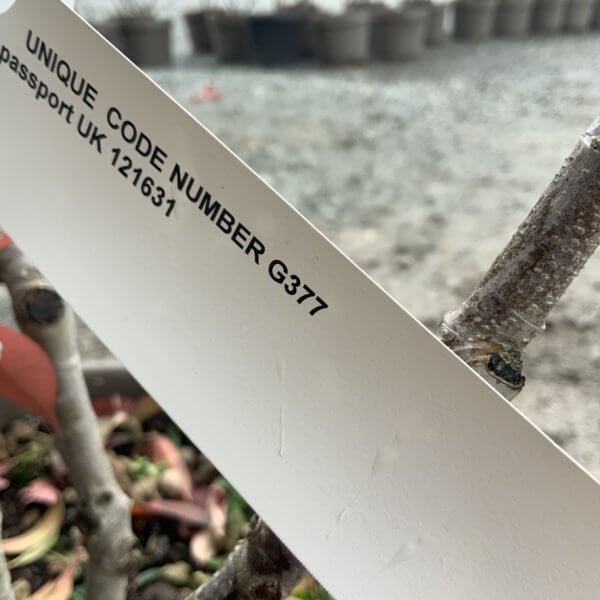 UNIQUE CODE NUMBER G377
passport UK 121631